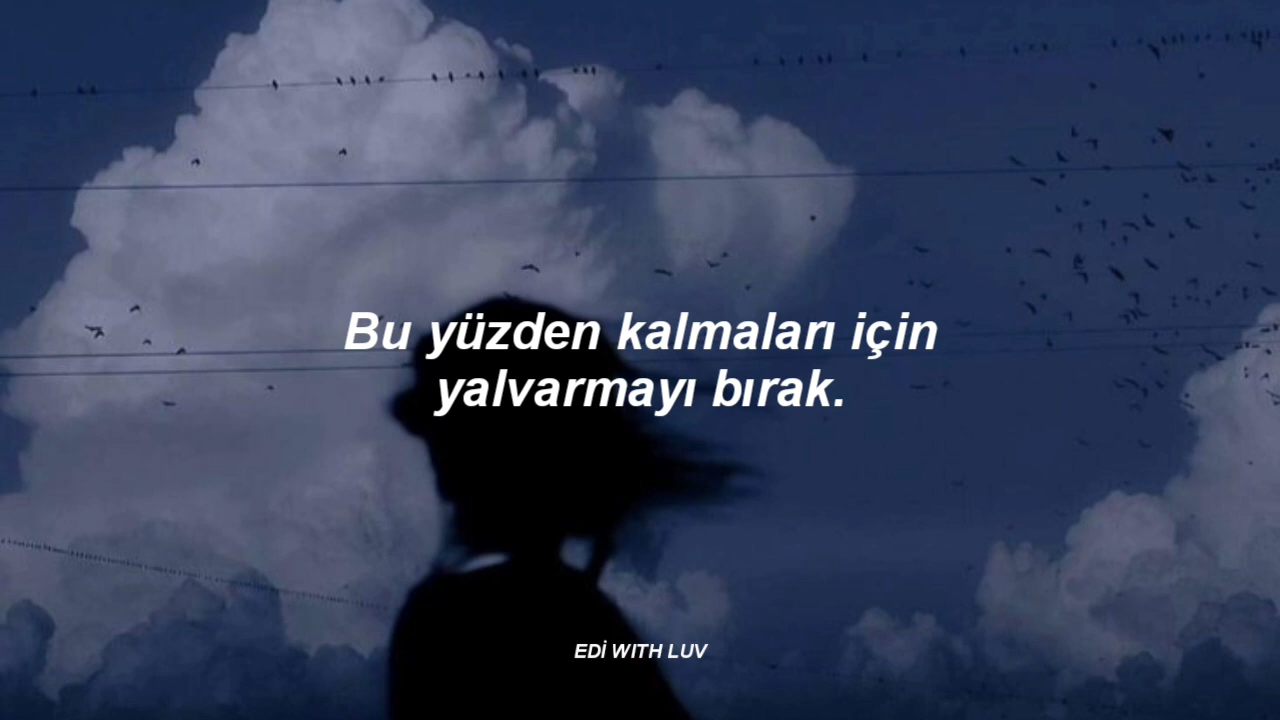 Bu yüzden kalmaları için
yalvarmayı bırak.
EDİ WITH LUV